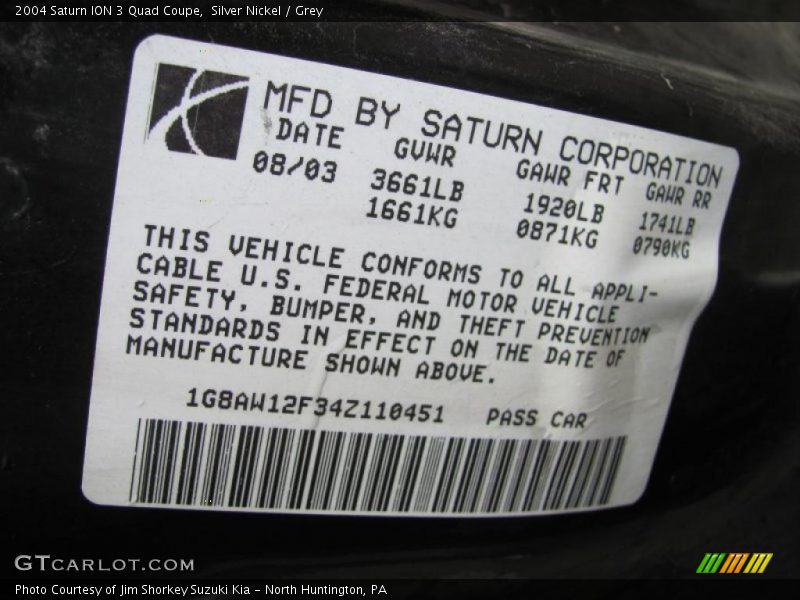 2004 Saturn ION 3 Quad Coupe,  Silver Nickel / Grey
MFD BY SATURN CORPORATION
DATE GVWR GAWR FRT GAWR RR
08/03 3661LB 1920LB 1741LB
1661KG 0871KG 0790KG
THIS VEHICLE CONFORMS TO ALL APPLI-
CABLE U.S. FEDERAL MOTOR VEHICLE
SAFETY, BUMPER, AND THEFT PREVENTION
STANDARDS IN EFFECT ON THE DATE OF
MANUFACTURE SHOWN ABOVE.
1G8AW12F34Z110451 PASS CAR
GTCARLOT.COM
Photo Courtesy of Jim Shorkey Suzuki Kia - North Huntington, PA